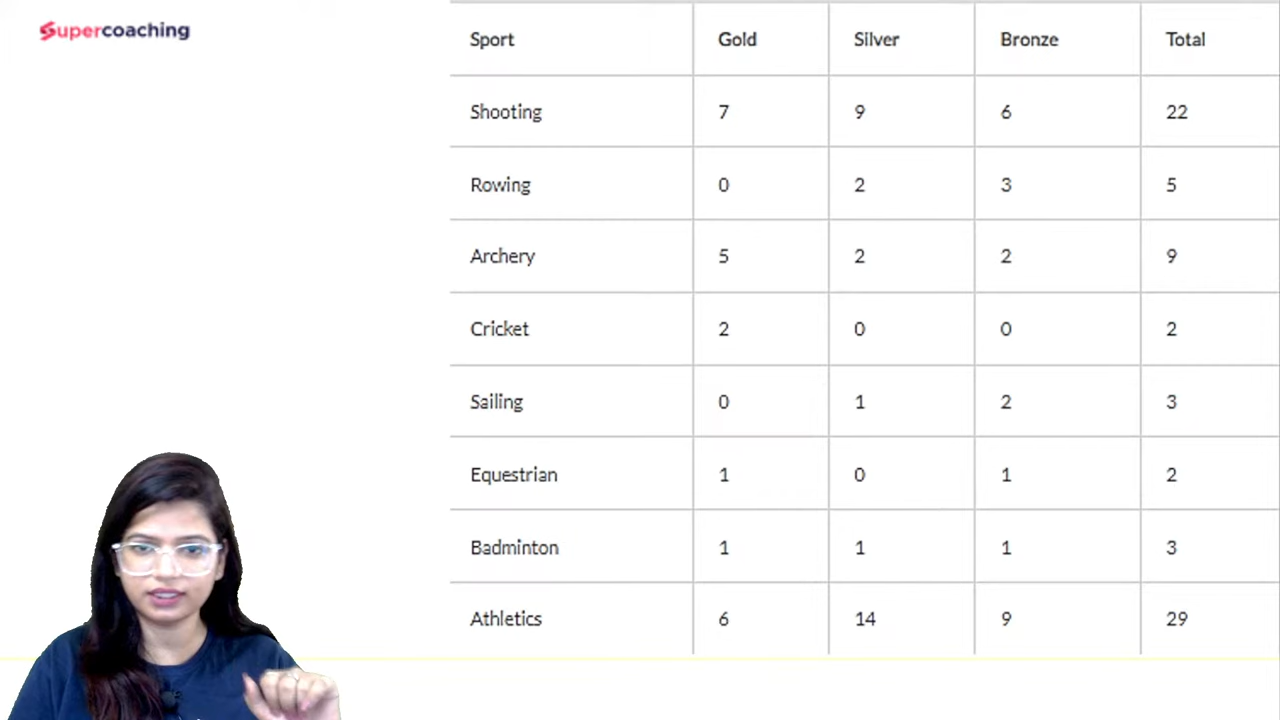 Supercoaching
Sport Gold Silver Bronze Total
Shooting 7 9 6 22
Rowing 0 2 3 5
Archery 5 2 2 9
Cricket 2 0 0 2
Sailing 0 1 2 3
Equestrian 1 0 1 2
Badminton 1 1 1 3
Athletics 6 14 9 29